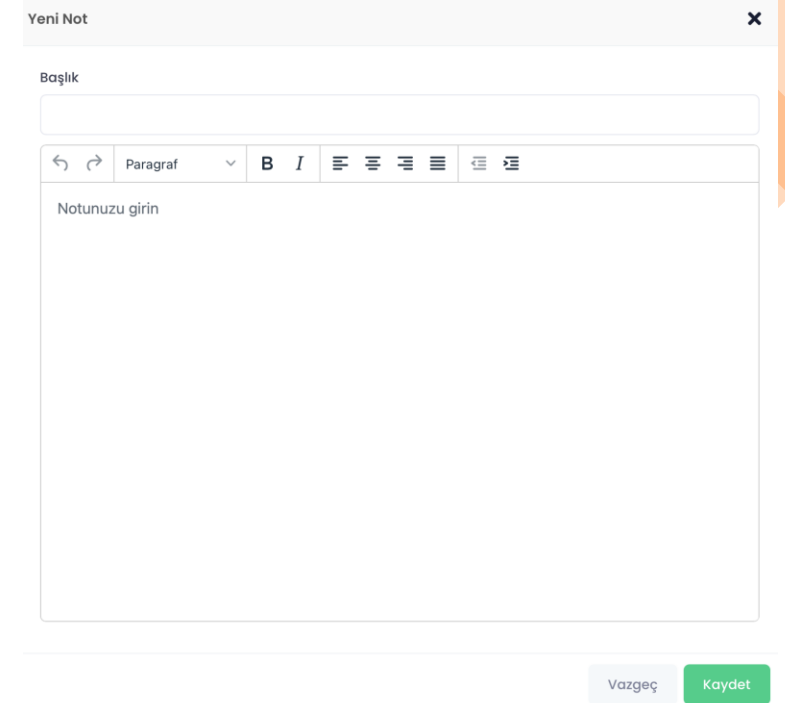 Yeni Not
Başlık
Paragraf B I
Notunuzu girin
Vazgeç Kaydet